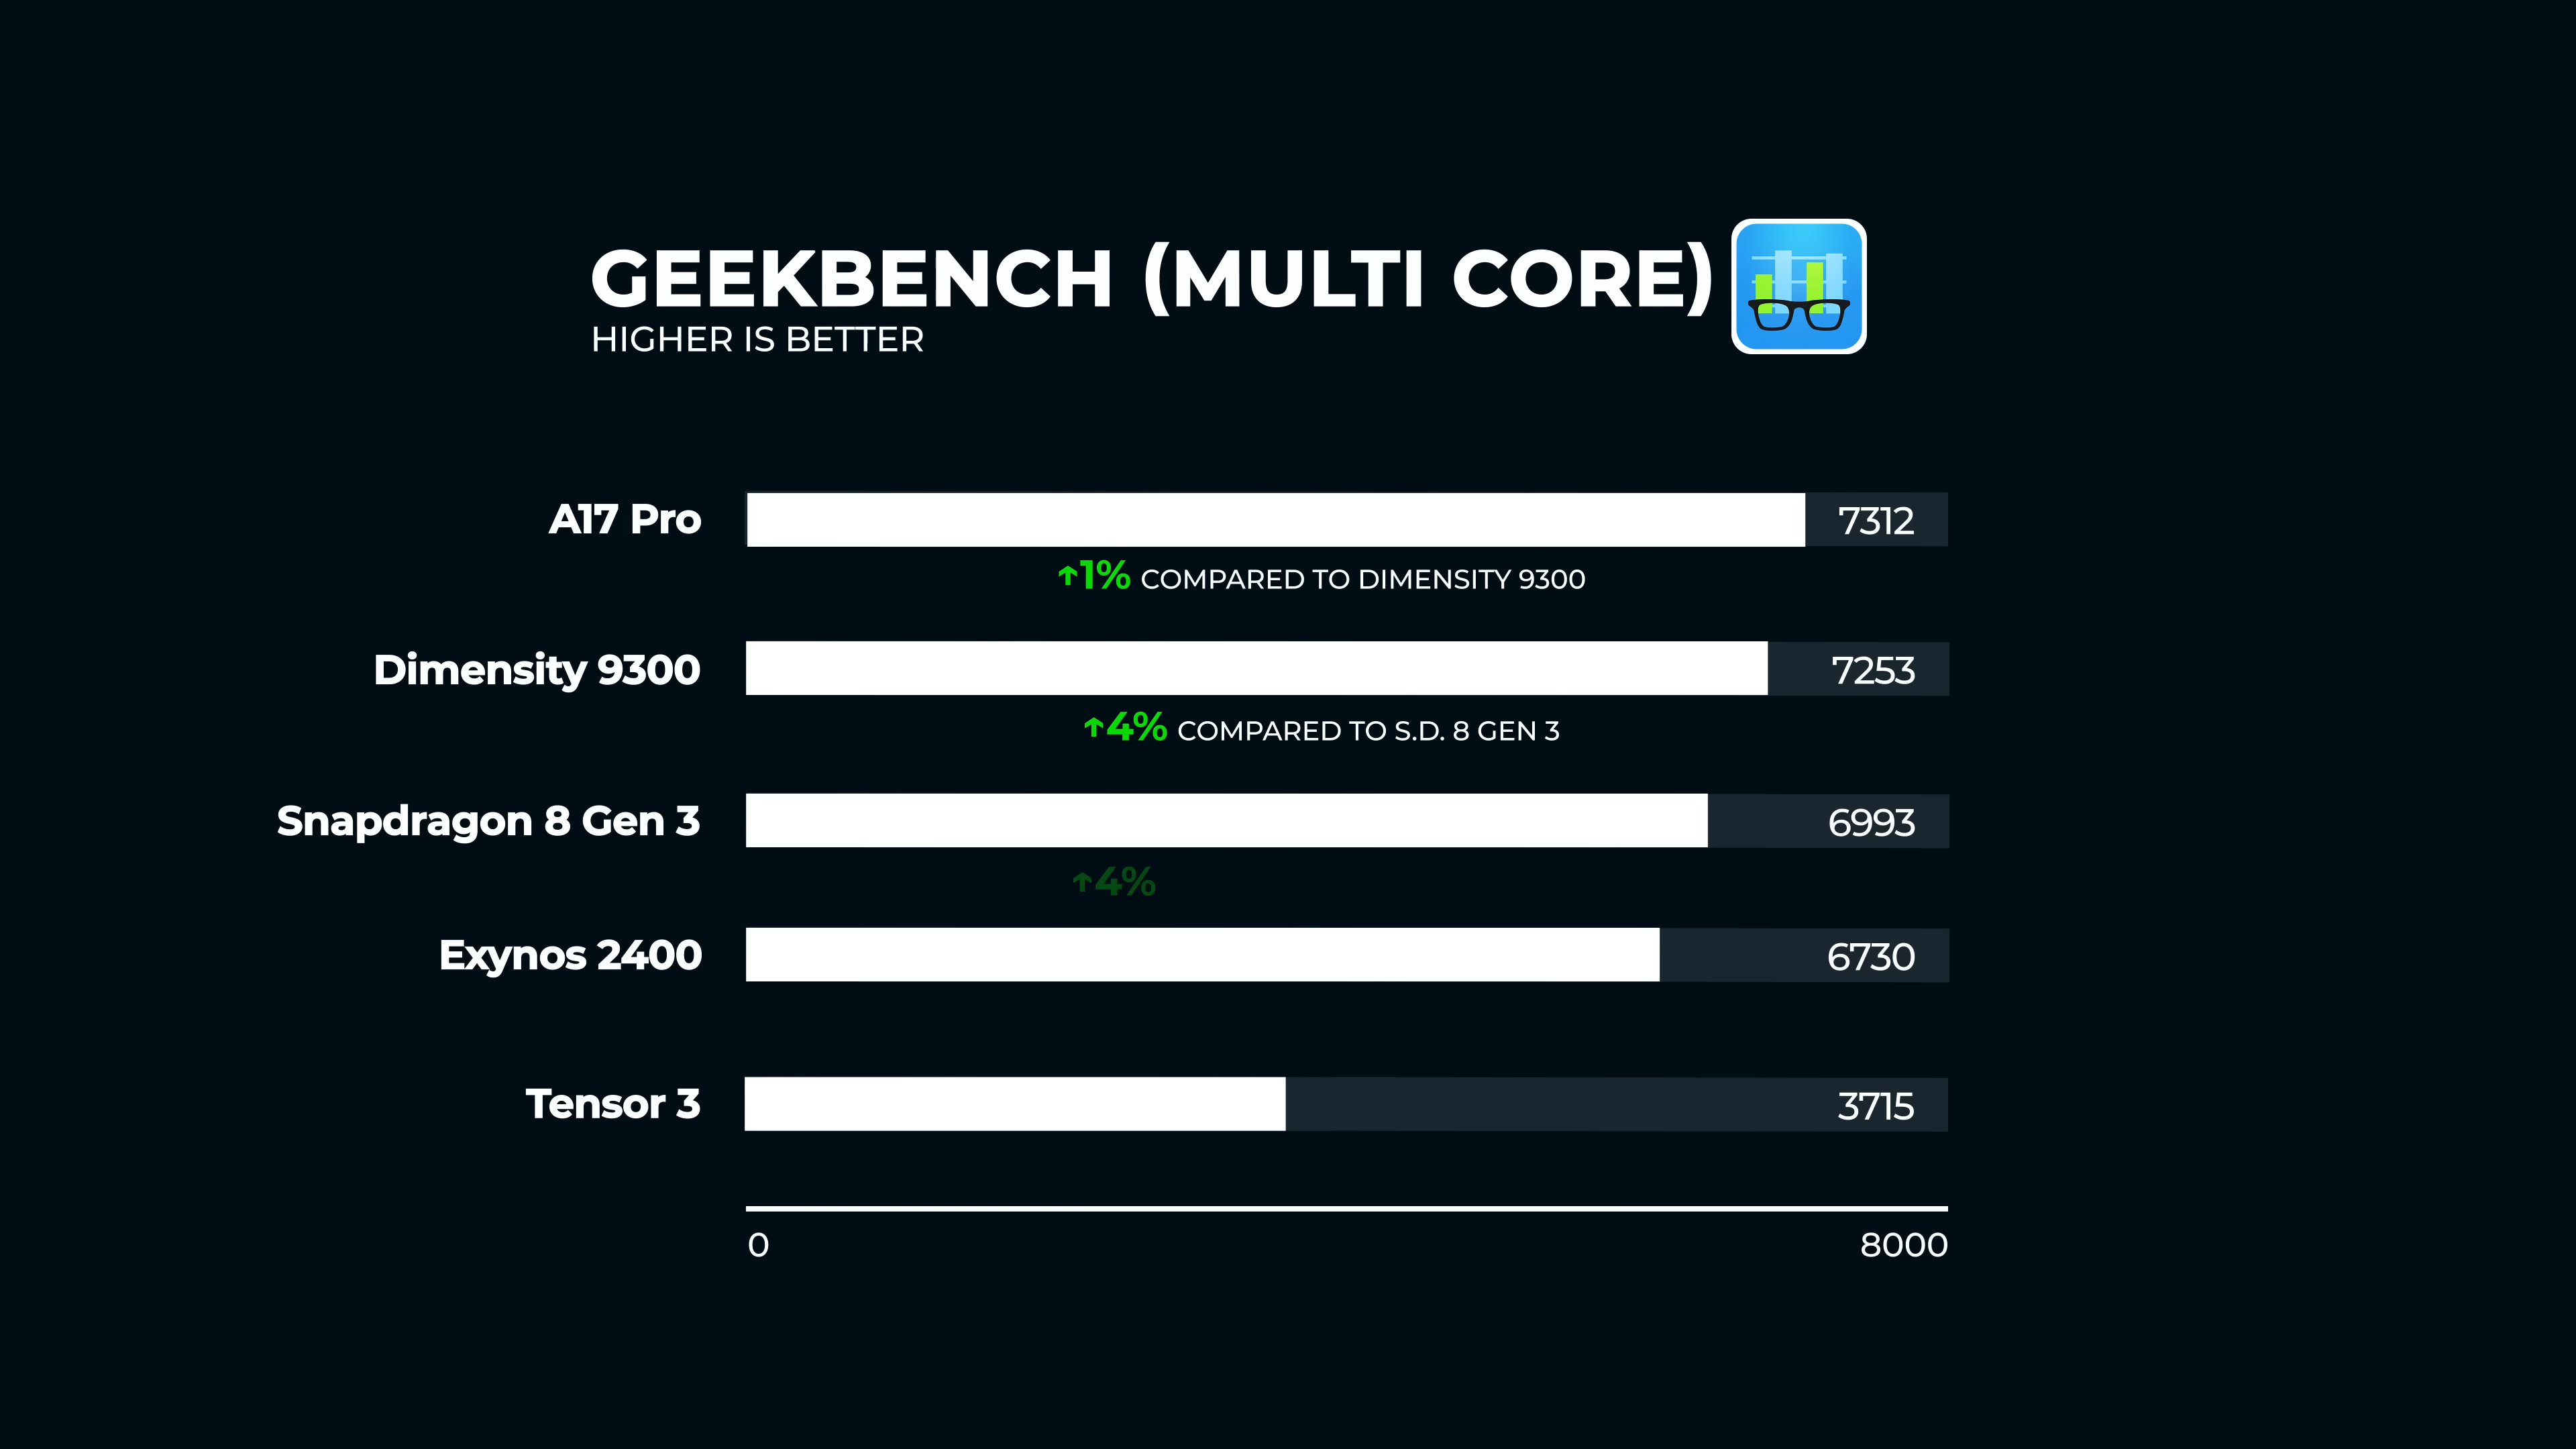 GEEKBENCH (MULTI CORE)
HIGHER IS BETTER
A17 Pro 7312
↑1% COMPARED TO DIMENSITY 9300
Dimensity 9300 7253
↑4% COMPARED TO S.D. 8 GEN 3
Snapdragon 8 Gen 3 6993
↑4%
Exynos 2400 6730
Tensor 3 3715
0 8000